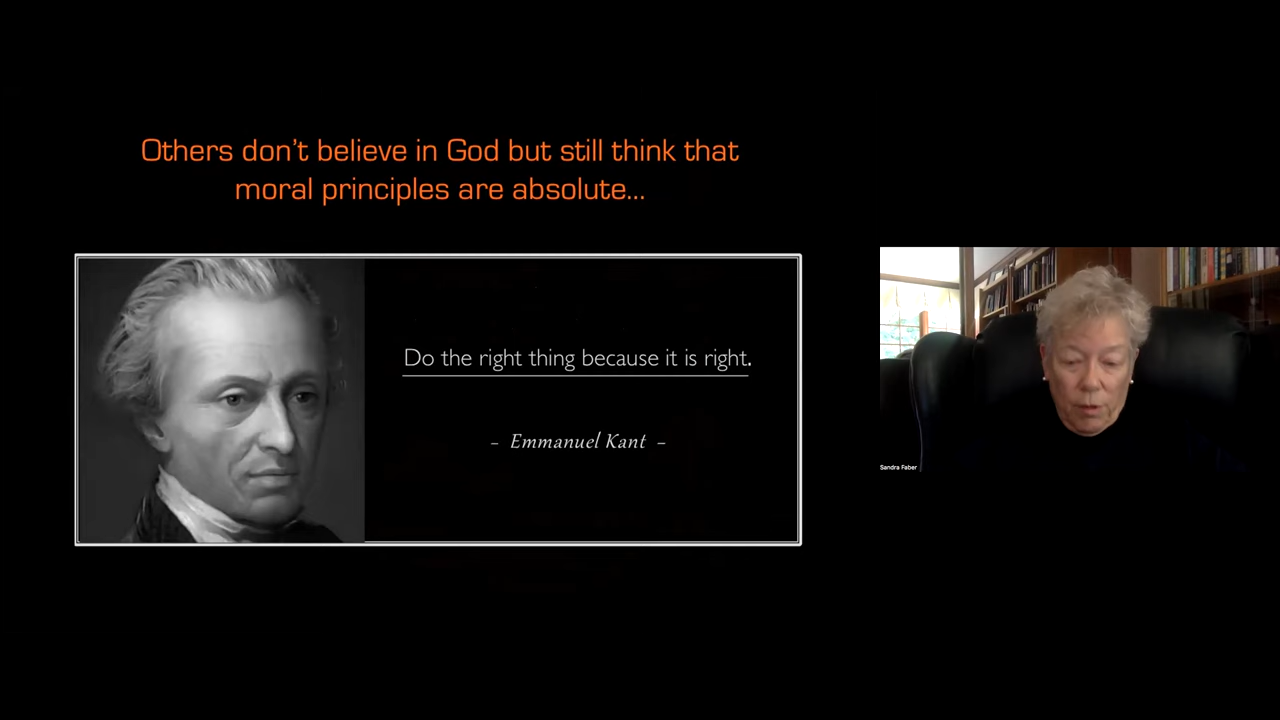 Others don't believe in God but still think that
moral principles are absolute...
Do the right thing because it is right.
– Emmanuel Kant –
Sandra Faber